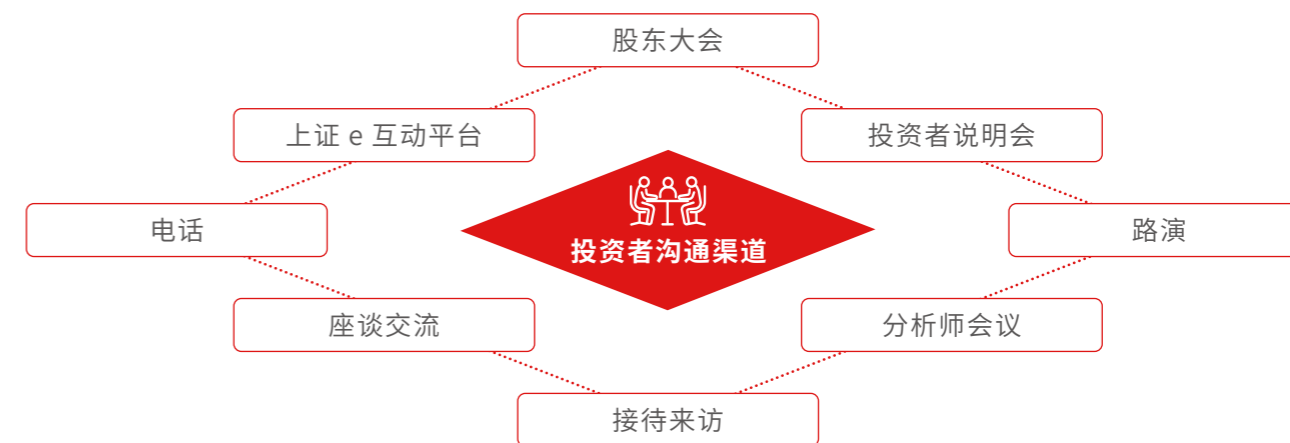 股东大会
上证 e 互动平台
投资者说明会
电话
投资者沟通渠道
路演
座谈交流
分析师会议
接待来访